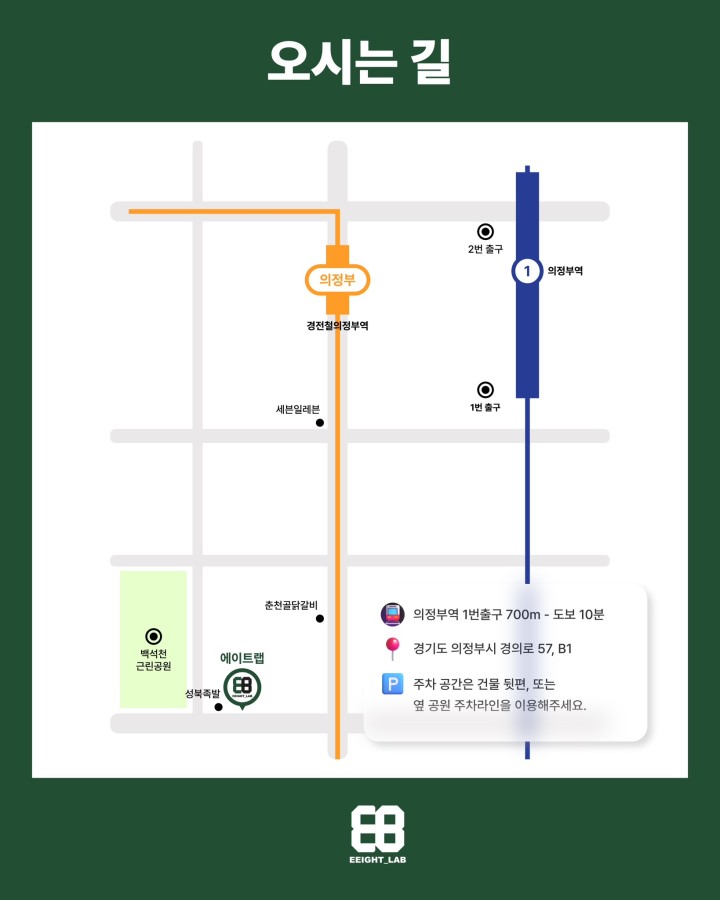 오시는 길
2번 출구
1
의정부역
의정부
경전철의정부역
1번 출구
세븐일레븐
춘천골닭갈비
백석천
근린공원
에이트랩
성북족발
EEIGHT_LAB
의정부역 1번출구 700m - 도보 10분
경기도 의정부시 경의로 57, B1
P 주차 공간은 건물 뒷편, 또는
옆 공원 주차라인을 이용해주세요.
EEIGHT_LAB